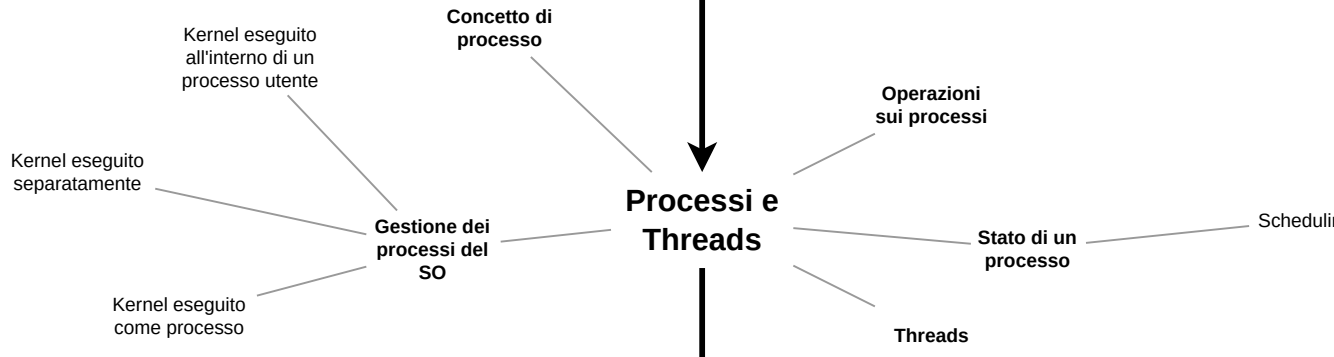 Concetto di
processo
Kernel eseguito
all'interno di un
processo utente
Operazioni
sui processi
Kernel eseguito
separatamente
Processi e
Threads
Gestione dei
processi del
SO
Stato di un
processo
Kernel eseguito
come processo
Threads